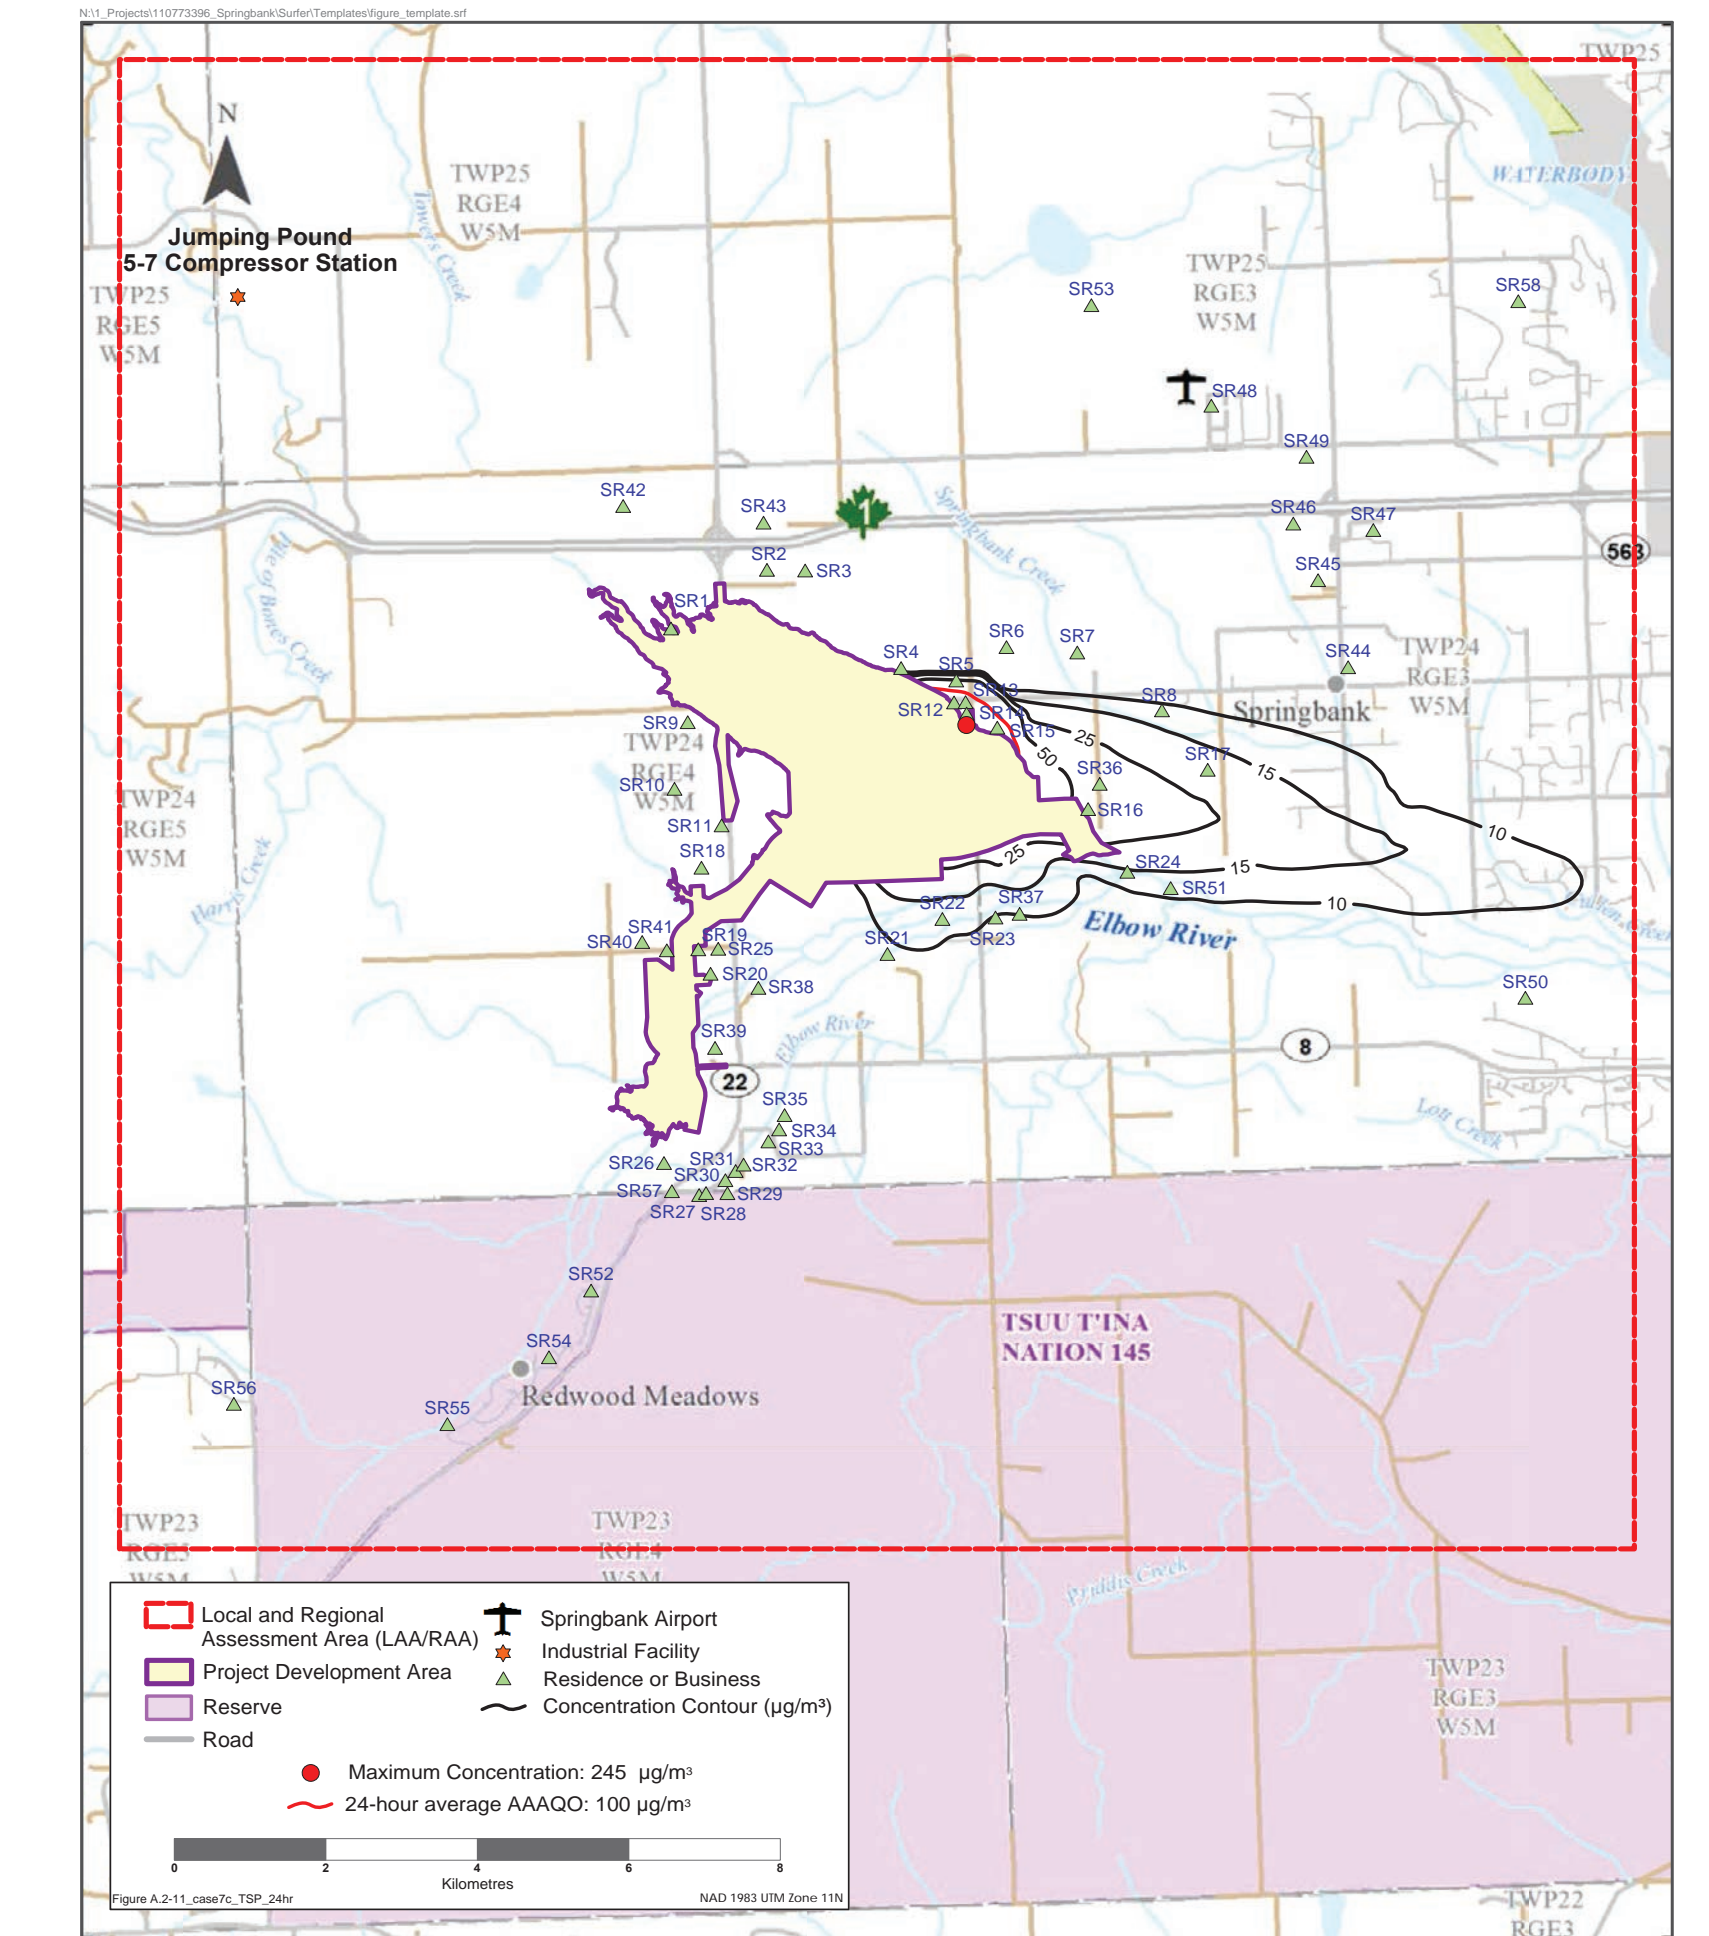 N:\1_Projects\110773396_Springbank\Surfer\Templates\figure_template.srf
TWP25
N
TWP25
RGE4
W5M
Towers Creek
WATERBODY
Jumping Pound
5-7 Compressor Station
TWP25
RGE5
W5M
TWP25
RGE3
W5M
SR53
SR58
SR48
SR49
SR42
SR43
1
SR46
SR47
Springbank Creek
563
SR2
SR3
SR45
Pile of Bones Creek
SR1
SR6
SR7
SR4
SR5
SR44
TWP24
RGE3
W5M
SR13
SR8
SR12
SR14
Springbank
SR9
SR15
25
TWP24
RGE4
W5M
50
SR36
SR17
15
SR10
TWP24
RGE5
W5M
SR16
SR11
10
SR18
25
SR24
15
SR51
Harris Creek
SR22
SR37
10
Elbow River
SR41
SR40
SR19
SR25
SR21
SR23
SR20
SR38
SR50
Elbow River
SR39
8
22
SR35
Lott Creek
SR34
SR33
SR26
SR31
SR32
SR30
SR57
SR29
SR27
SR28
SR52
TSUU T'INA
NATION 145
SR54
SR56
Redwood Meadows
SR55
TWP23
RGE5
W5M
TWP23
RGE4
W5M
Priddis Creek
Local and Regional
Assessment Area (LAA/RAA)
Project Development Area
Reserve
Road
Springbank Airport
Industrial Facility
Residence or Business
Concentration Contour (µg/m³)
Maximum Concentration: 245 µg/m³
24-hour average AAAQO: 100 µg/m³
0 2 4 6 8
Kilometres
Figure A.2-11_case7c_TSP_24hr
NAD 1983 UTM Zone 11N
TWP23
RGE3
W5M
TWP22
RGE3